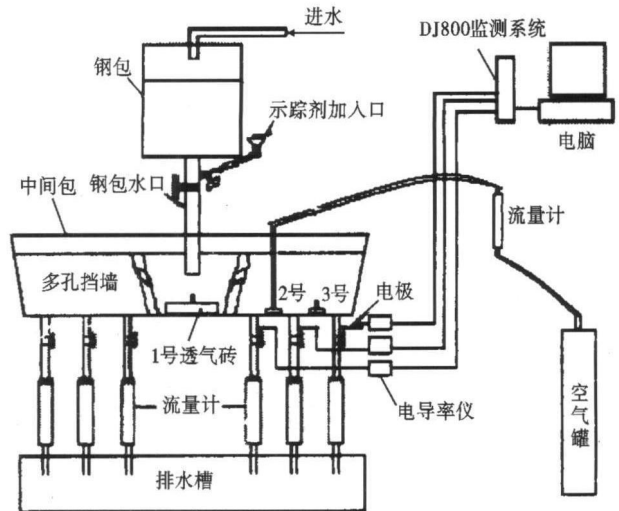 进水
DJ800监测系统
钢包
示踪剂加入口
电脑
中间包
钢包水口
流量计
多孔挡墙
2号
3号
电极
1号透气砖
流量计
电导率仪
空气罐
排水槽